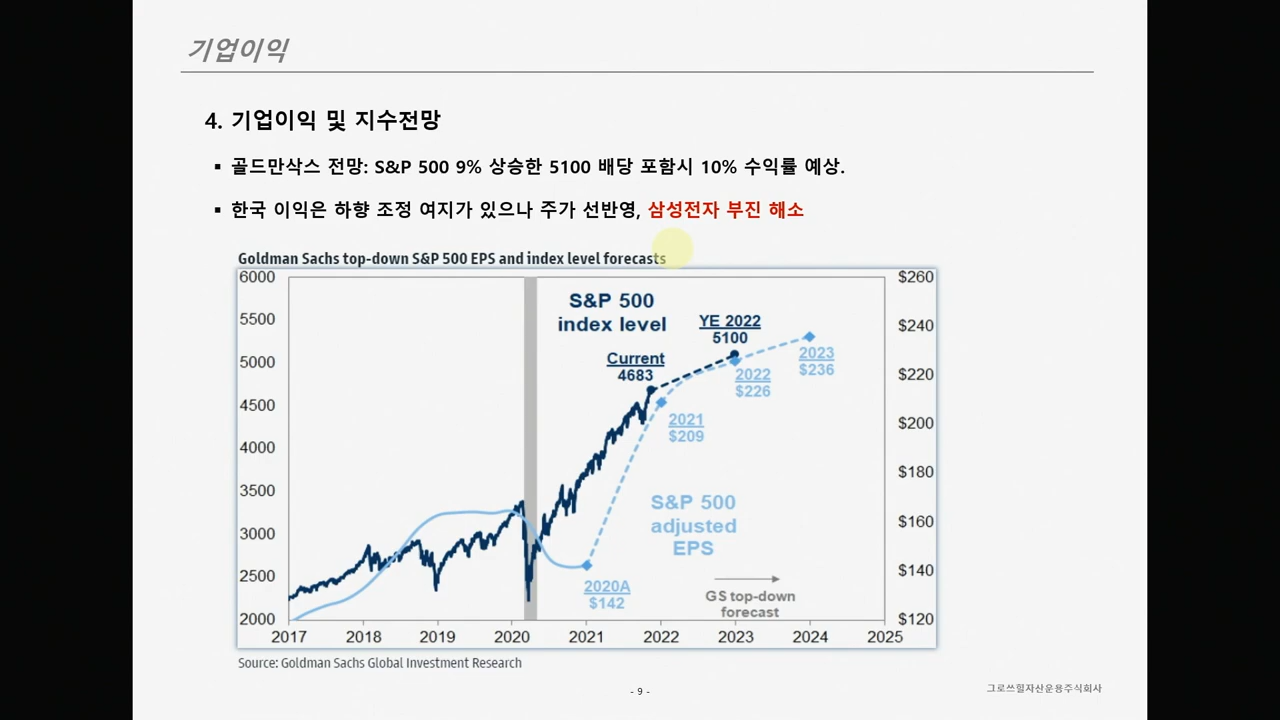 기업이익
4. 기업이익 및 지수전망
▪ 골드만삭스 전망: S&P 500 9% 상승한 5100 배당 포함시 10% 수익률 예상.
▪ 한국 이익은 하향 조정 여지가 있으나 주가 선반영, 삼성전자 부진 해소
Goldman Sachs top-down S&P 500 EPS and index level forecasts
6000
5500
5000
4500
4000
3500
3000
2500
2000
$260
$240
$220
$200
$180
$160
$140
$120
S&P 500
index level
YE 2022
5100
Current
4683
2023
$236
2022
$226
2021
$209
S&P 500
adjusted
EPS
2020A
$142
GS top-down
forecast
2017 2018 2019 2020 2021 2022 2023 2024 2025
Source: Goldman Sachs Global Investment Research
- 9 -
그로쓰힐자산운용주식회사